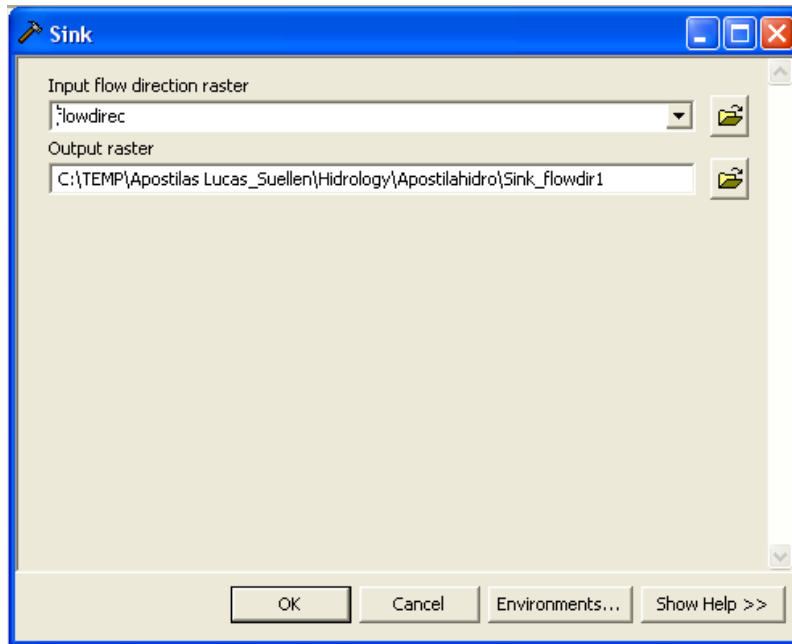 Sink
Input flow direction raster
flowdirec
Output raster
C:\TEMP\Apostilas Lucas_Suellen\Hidrology\Apostilahidro\Sink_flowdir1
OK
Cancel
Environments...
Show Help >>